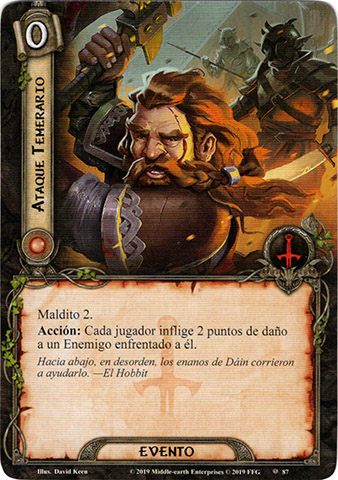 0
ATAQUE TEMERARIO
Maldito 2.
Acción: Cada jugador inflige 2 puntos de daño
a un Enemigo enfrentado a él.
Hacia abajo, en desorden, los enanos de Dáin corrieron
a ayudarlo. —El Hobbit
EVENTO
Illus. David Keen
© 2019 Middle-earth Enterprises © 2019 FFG
87